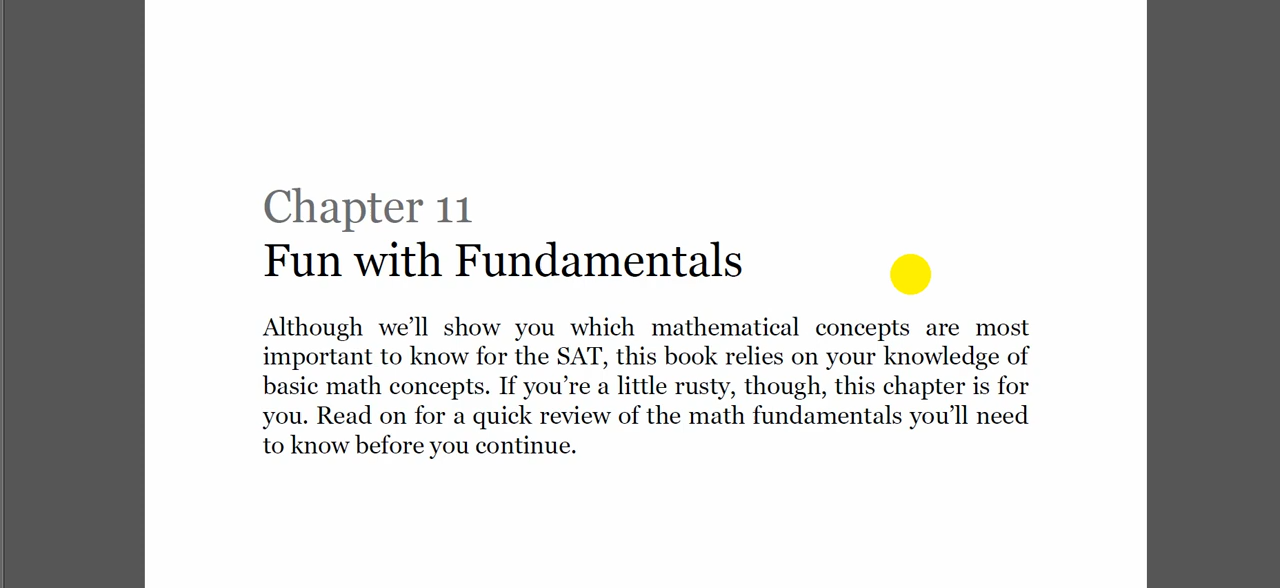 Chapter 11
Fun with Fundamentals
Although we’ll show you which mathematical concepts are most
important to know for the SAT, this book relies on your knowledge of
basic math concepts. If you’re a little rusty, though, this chapter is for
you. Read on for a quick review of the math fundamentals you’ll need
to know before you continue.